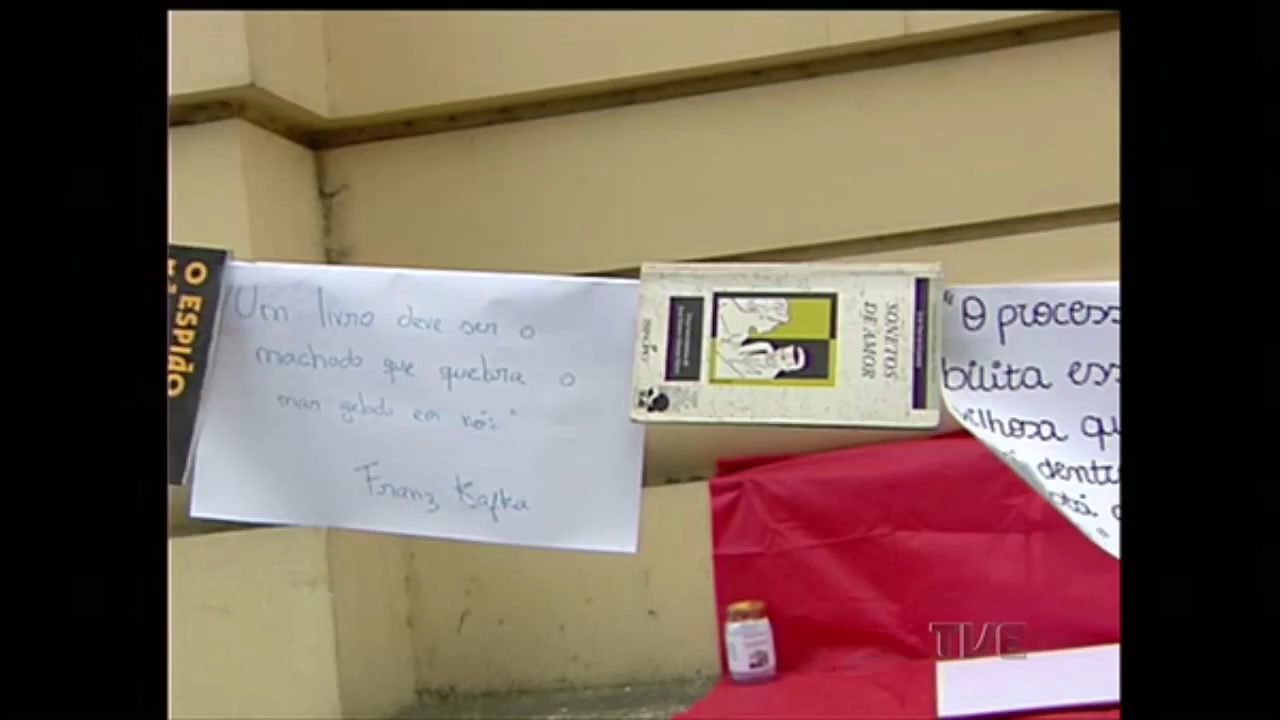 O ESPIÃO
Um livro deve ser o
machado que quebra o
mar gelado em nós"
Franz Kafka
SONETOS
DE AMOR
"O process
bilita ess
ilhosa qu
dentr
TVE